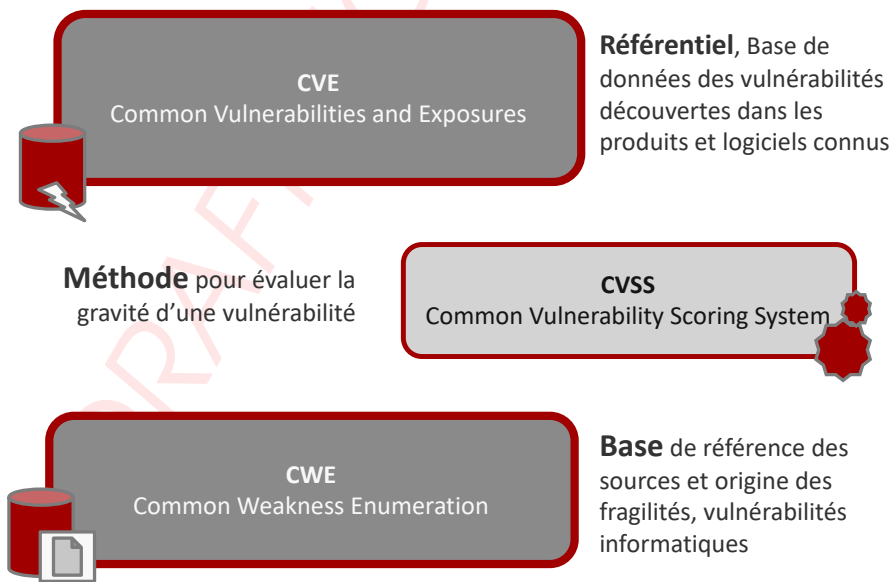 CVE
Common Vulnerabilities and Exposures
Référentiel, Base de
données des vulnérabilités
découvertes dans les
produits et logiciels connus
Méthode pour évaluer la
gravité d’une vulnérabilité
CVSS
Common Vulnerability Scoring System
CWE
Common Weakness Enumeration
Base de référence des
sources et origine des
fragilités, vulnérabilités
informatiques
DRAF